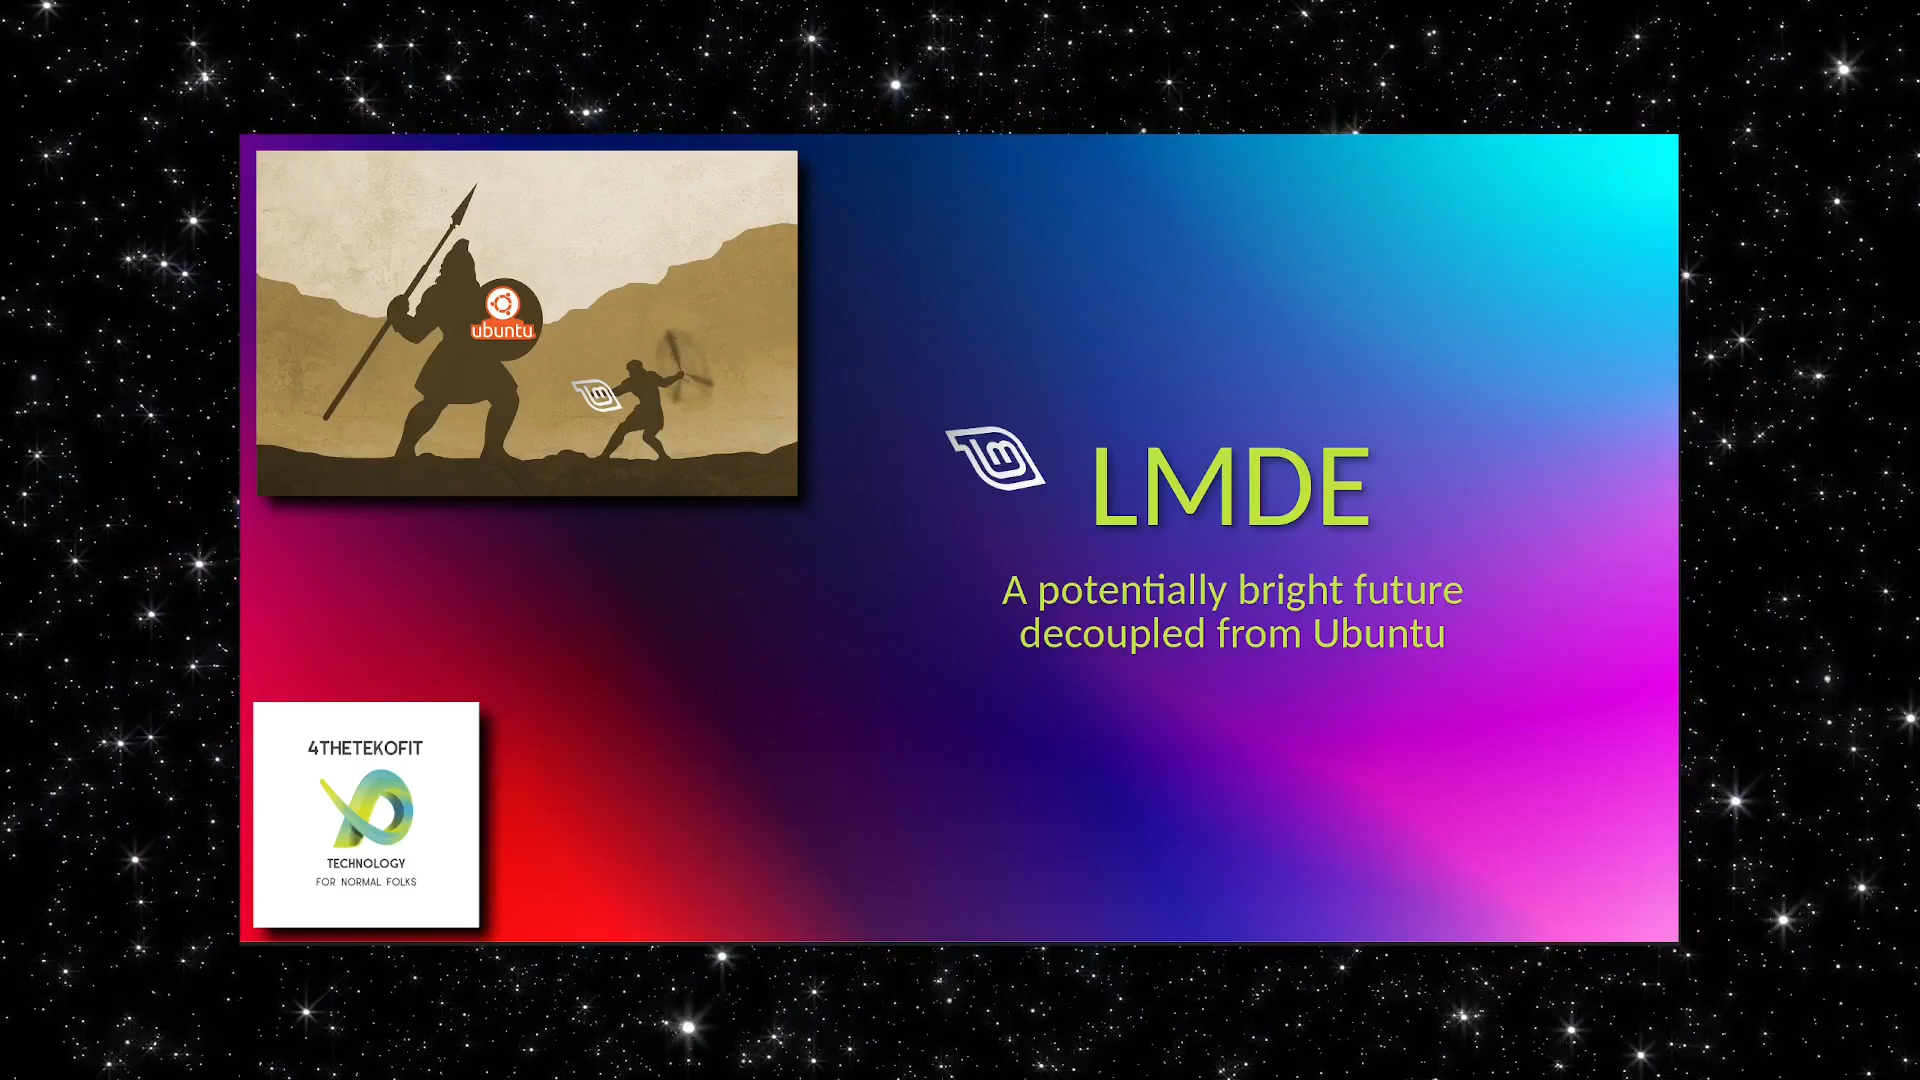 ubuntu
LMDE
A potentially bright future
decoupled from Ubuntu
4THETEKOFIT
TECHNOLOGY
FOR NORMAL FOLKS